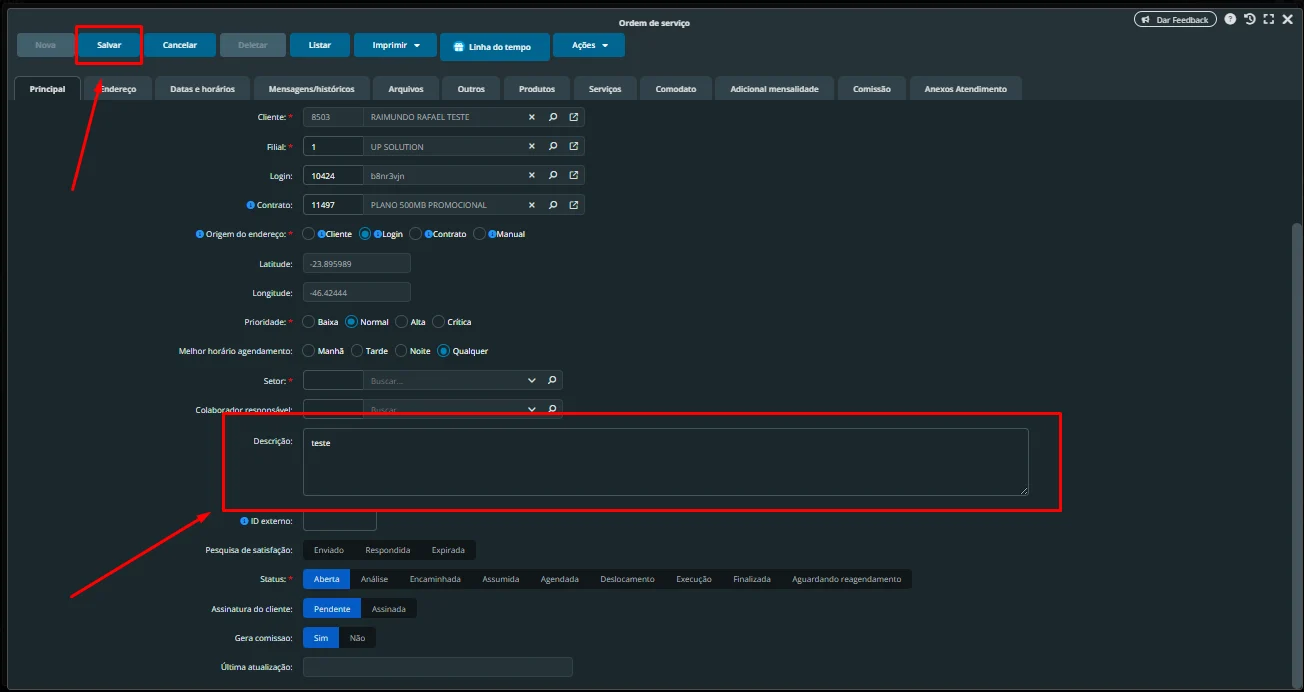 Ordem de serviço
Dar Feedback
Novo Salvar Cancelar Deletar Listar Imprimir Linha do tempo Ações
Principal Endereço Datas e horários Mensagens/históricos Arquivos Outros Produtos Serviços Comodato Adicional mensalidade Comissão Anexos Atendimento
Cliente: * 8503 RAIMUNDO RAFAEL TESTE
Filial: * 1 UP SOLUTION
Login: 10424 b8nr3vjn
Contrato: 11497 PLANO 500MB PROMOCIONAL
Origem do endereço: * Cliente Login Contrato Manual
Latitude: -23.895989
Longitude: -46.42444
Prioridade: * Baixa Normal Alta Crítica
Melhor horário agendamento: Manhã Tarde Noite Qualquer
Setor: * Buscar...
Colaborador responsável: Buscar...
Descrição: teste
ID externo:
Pesquisa de satisfação: Enviado Respondida Expirada
Status: * Aberta Análise Encaminhada Assumida Agendada Deslocamento Execução Finalizada Aguardando reagendamento
Assinatura do cliente: Pendente Assinada
Gera comissao: Sim Não
Última atualização: